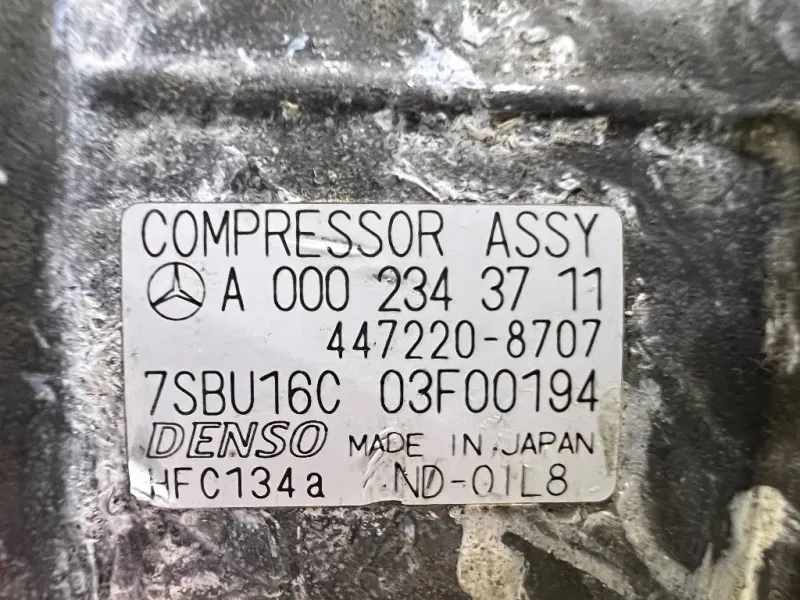 COMPRESSOR ASSY
A 000 234 37 11
447220-8707
7SBU16C 03F00194
DENSO MADE IN JAPAN
HFC134a ND-OIL8